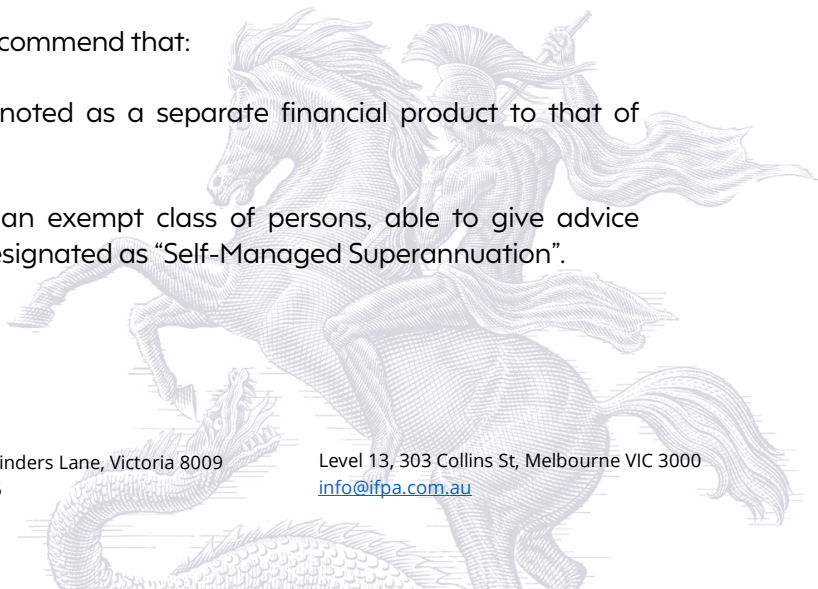 commend that:
noted as a separate financial product to that of
an exempt class of persons, able to give advice
esignated as “Self-Managed Superannuation”.
inders Lane, Victoria 8009
Level 13, 303 Collins St, Melbourne VIC 3000
info@ifpa.com.au